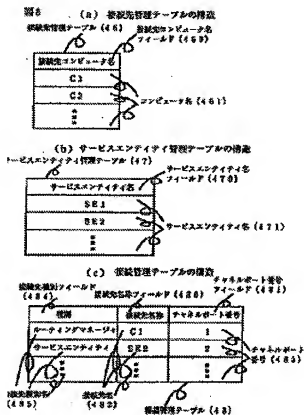 図8
(a) 接続先管理テーブルの構造
接続先管理テーブル (46)
接続先コンピュータ名
フィールド (460)
接続先コンピュータ名
C1
C2
コンピュータ名 (461)
(b) サービスエンティティ管理テーブルの構造
サービスエンティティ管理テーブル (47)
サービスエンティティ名
フィールド (470)
サービスエンティティ名
SE1
SE2
サービスエンティティ名
(471)
(c) 接続管理テーブルの構造
接続先種別フィールド
(484)
接続先名称フィールド (480)
チャネルポート番号
フィールド (481)
種別
接続先名称
チャネルポート番号
ルーティングマネージャ
C1
1
サービスエンティティ
SE2
2
チャネルポート
番号 (483)
(485)
接続先名
(482)
接続管理テーブル (48)